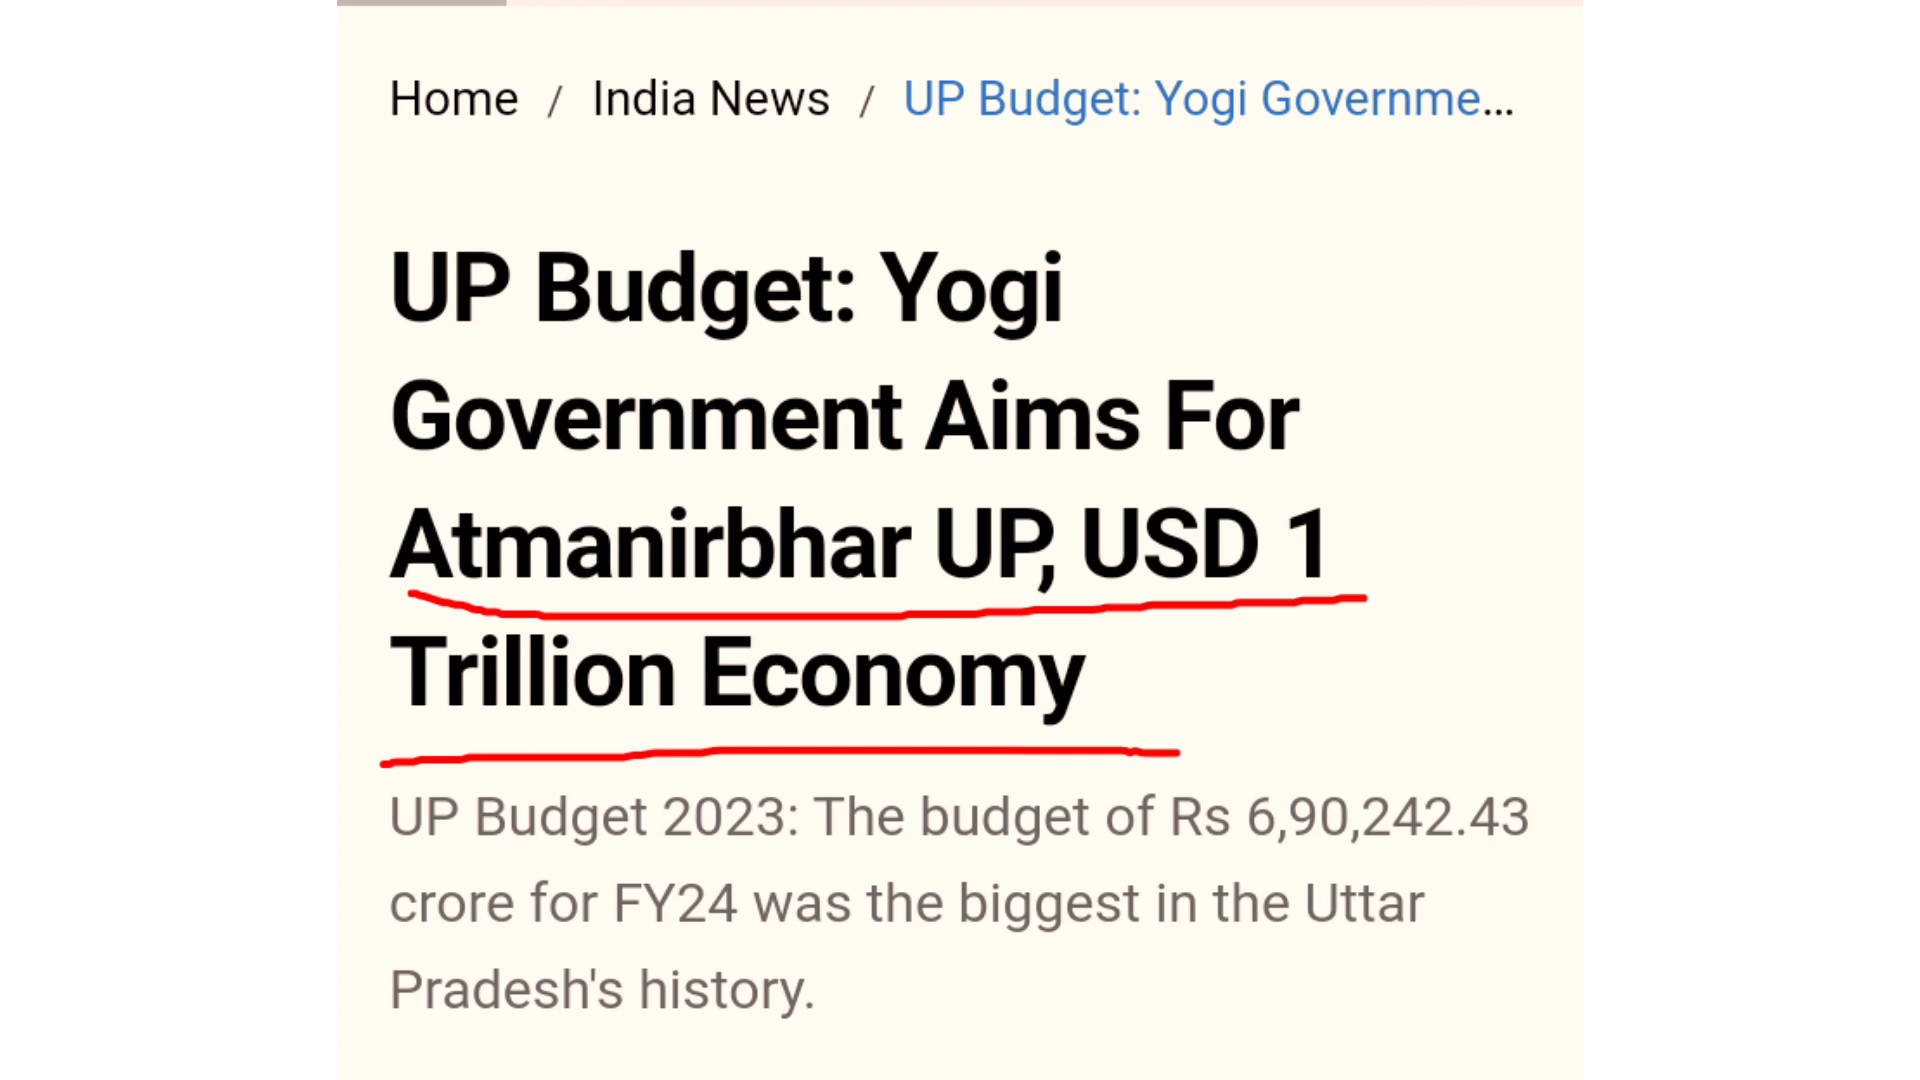 Home / India News / UP Budget: Yogi Governme...
UP Budget: Yogi
Government Aims For
Atmanirbhar UP, USD 1
Trillion Economy
UP Budget 2023: The budget of Rs 6,90,242.43
crore for FY24 was the biggest in the Uttar
Pradesh's history.